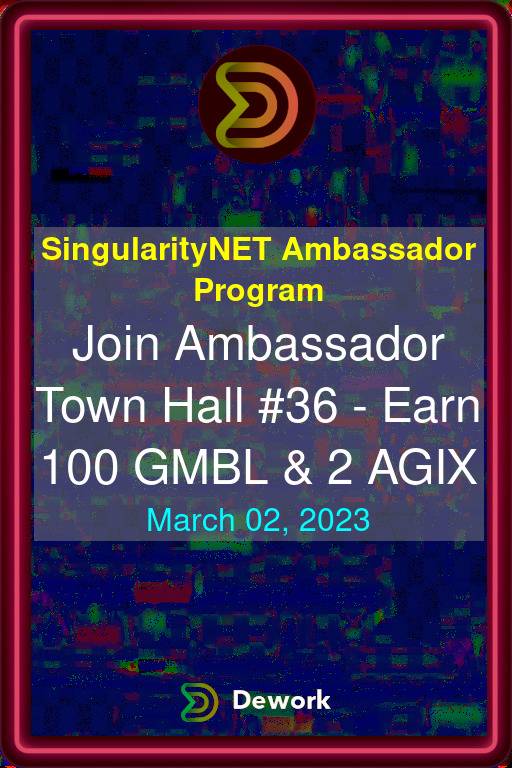 SingularityNET Ambassador
Program
Join Ambassador
Town Hall #36 - Earn
100 GMBL & 2 AGIX
March 02, 2023
Dework